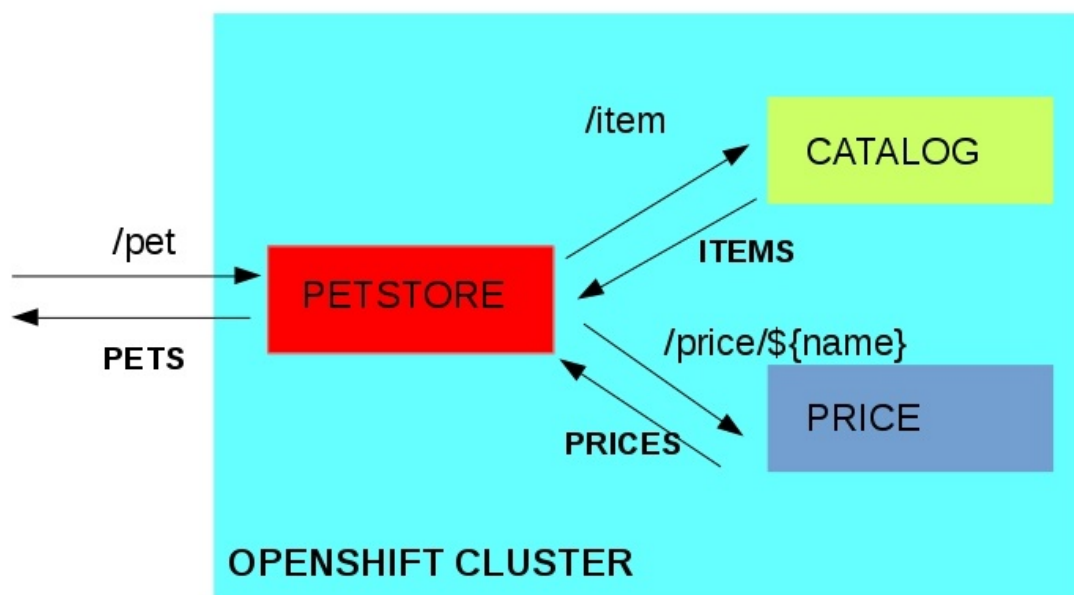 /item
CATALOG
/pet
ITEMS
PETSTORE
/price/${name}
PETS
PRICE
PRICES
OPENSHIFT CLUSTER